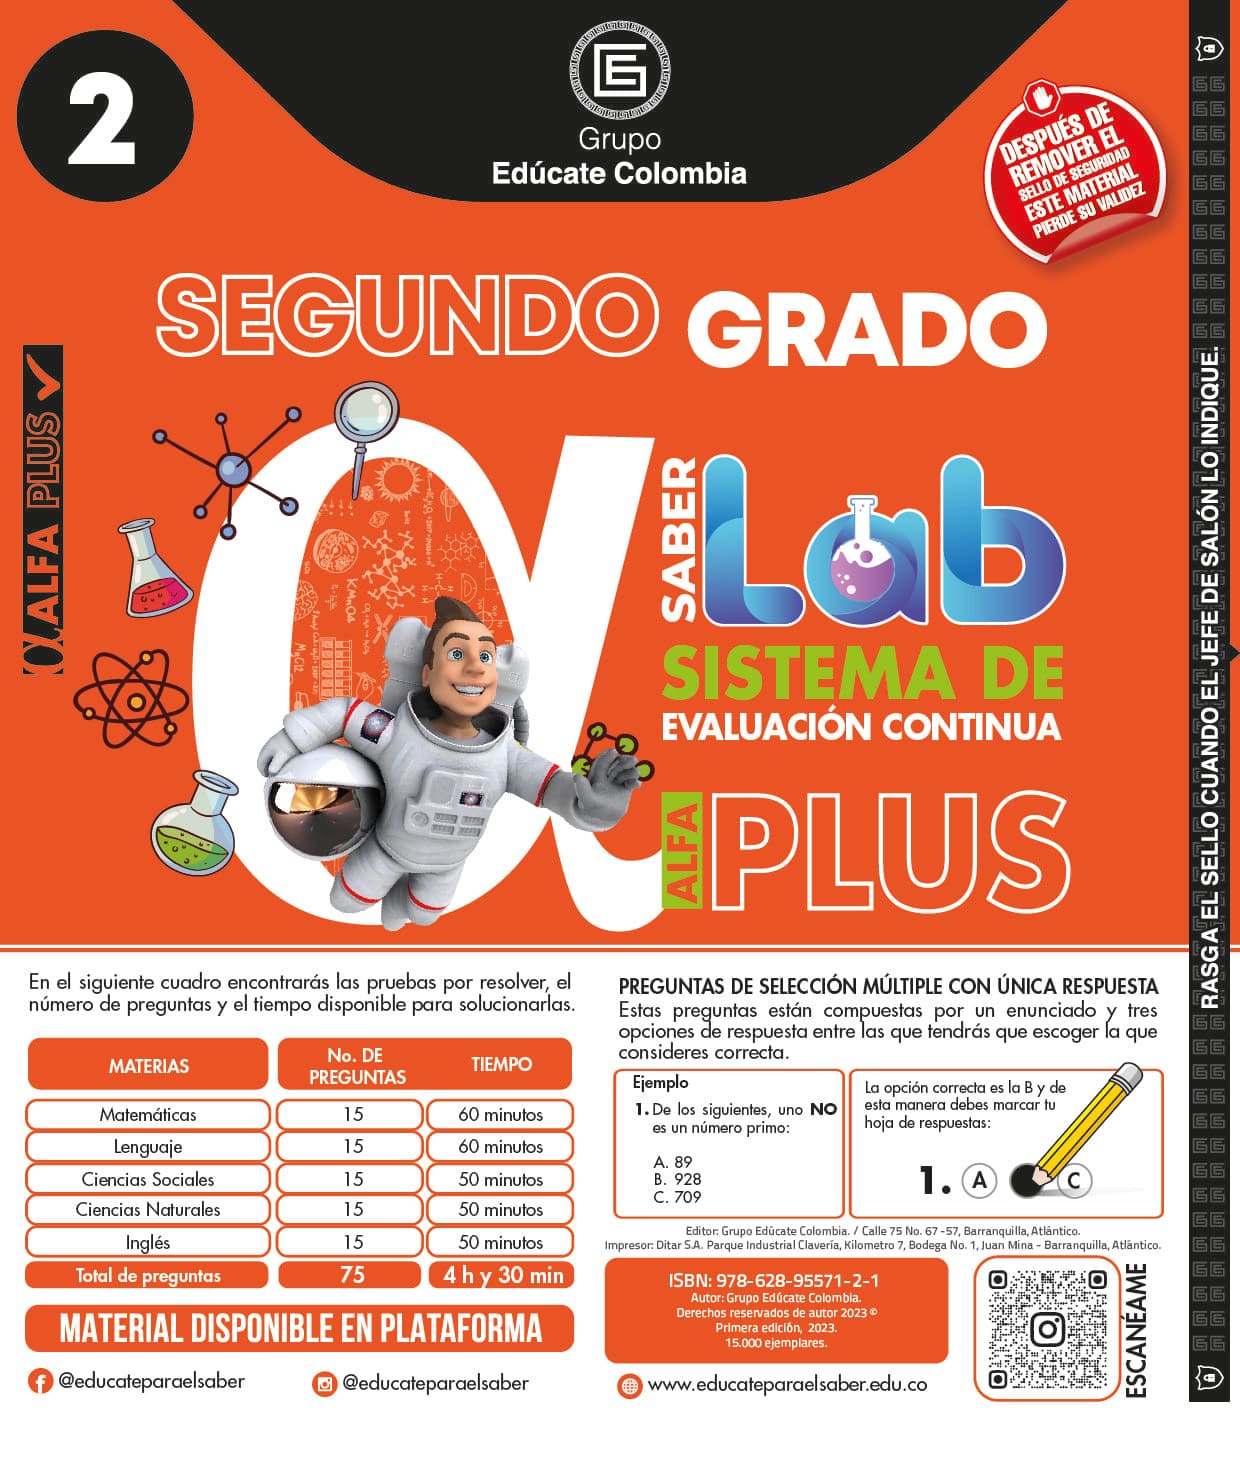 2
Grupo
Edúcate Colombia
DESPUÉS DE
REMOVER EL
SELLO DE SEGURIDAD
ESTE MATERIAL
PIERDE SU VALIDEZ
SEGUNDO GRADO
ALFA PLUS
SABER
Lab
SISTEMA DE
EVALUACIÓN CONTINUA
ALFA
PLUS
RASGA EL SELLO CUANDO EL JEFE DE SALÓN LO INDIQUE.
En el siguiente cuadro encontrarás las pruebas por resolver, el
número de preguntas y el tiempo disponible para solucionarlas.
MATERIAS No. DE PREGUNTAS TIEMPO
Matemáticas 15 60 minutos
Lenguaje 15 60 minutos
Ciencias Sociales 15 50 minutos
Ciencias Naturales 15 50 minutos
Inglés 15 50 minutos
Total de preguntas 75 4 h y 30 min
MATERIAL DISPONIBLE EN PLATAFORMA
@educateparaelsaber @educateparaelsaber
PREGUNTAS DE SELECCIÓN MÚLTIPLE CON ÚNICA RESPUESTA
Estas preguntas están compuestas por un enunciado y tres
opciones de respuesta entre las que tendrás que escoger la que
consideres correcta.
Ejemplo
1. De los siguientes, uno NO
es un número primo:
A. 89
B. 928
C. 709
La opción correcta es la B y de
esta manera debes marcar tu
hoja de respuestas:
1. A C
Editor: Grupo Edúcate Colombia. / Calle 75 No. 67 -57, Barranquilla, Atlántico.
Impresor: Ditar S.A. Parque Industrial Clavería, Kilometro 7, Bodega No. 1, Juan Mina - Barranquilla, Atlántico.
ISBN: 978-628-95571-2-1
Autor: Grupo Edúcate Colombia.
Derechos reservados de autor 2023 ©
Primera edición, 2023.
15.000 ejemplares.
www.educateparaelsaber.edu.co
ESCANÉAME